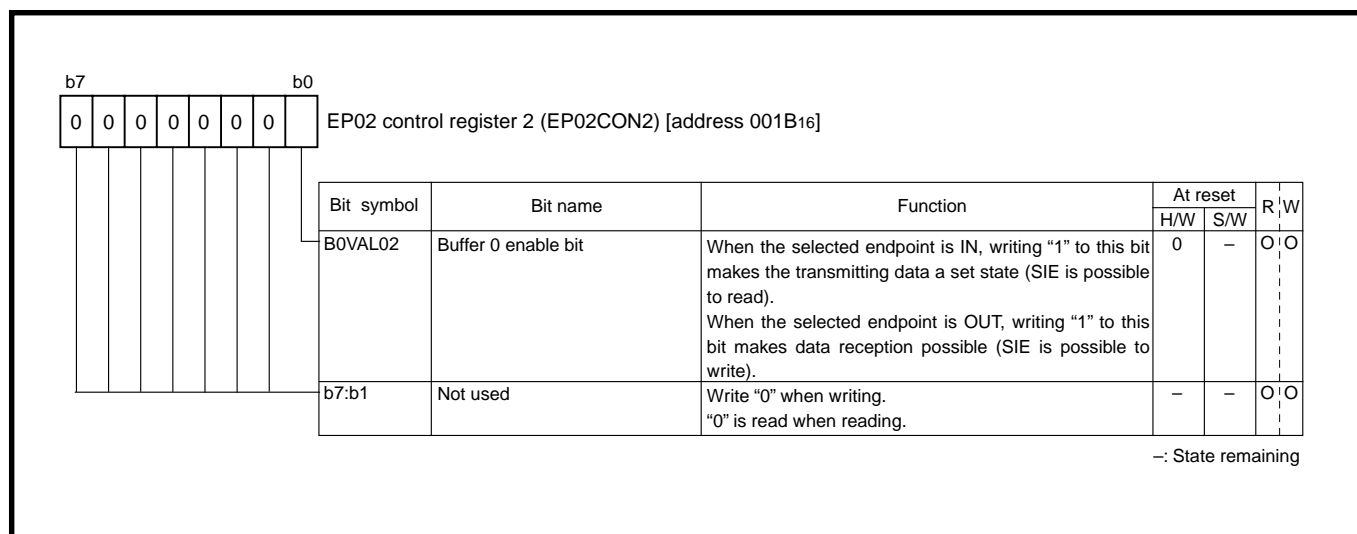 b7 b0
0 0 0 0 0 0 0 EP02 control register 2 (EP02CON2) [address 001B16]
Bit symbol Bit name Function At reset R W
H/W S/W
B0VAL02 Buffer 0 enable bit When the selected endpoint is IN, writing “1” to this bit 0 – O O
makes the transmitting data a set state (SIE is possible
to read).
When the selected endpoint is OUT, writing “1” to this
bit makes data reception possible (SIE is possible to
write).
b7:b1 Not used Write “0” when writing. – – O O
“0” is read when reading.
–: State remaining